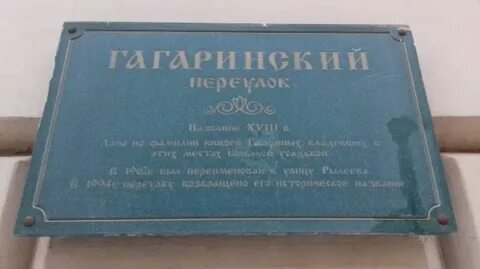 ГАГАРИНСКИЙ
ПЕРЕУЛОК
Название XVIII в.
Дано по фамилии князей Гагариных, владевших в
этих местах большой усадьбой.
В 1962г. был переименован в улицу Рылеева.
В 1994г. переулку возвращено его историческое название.